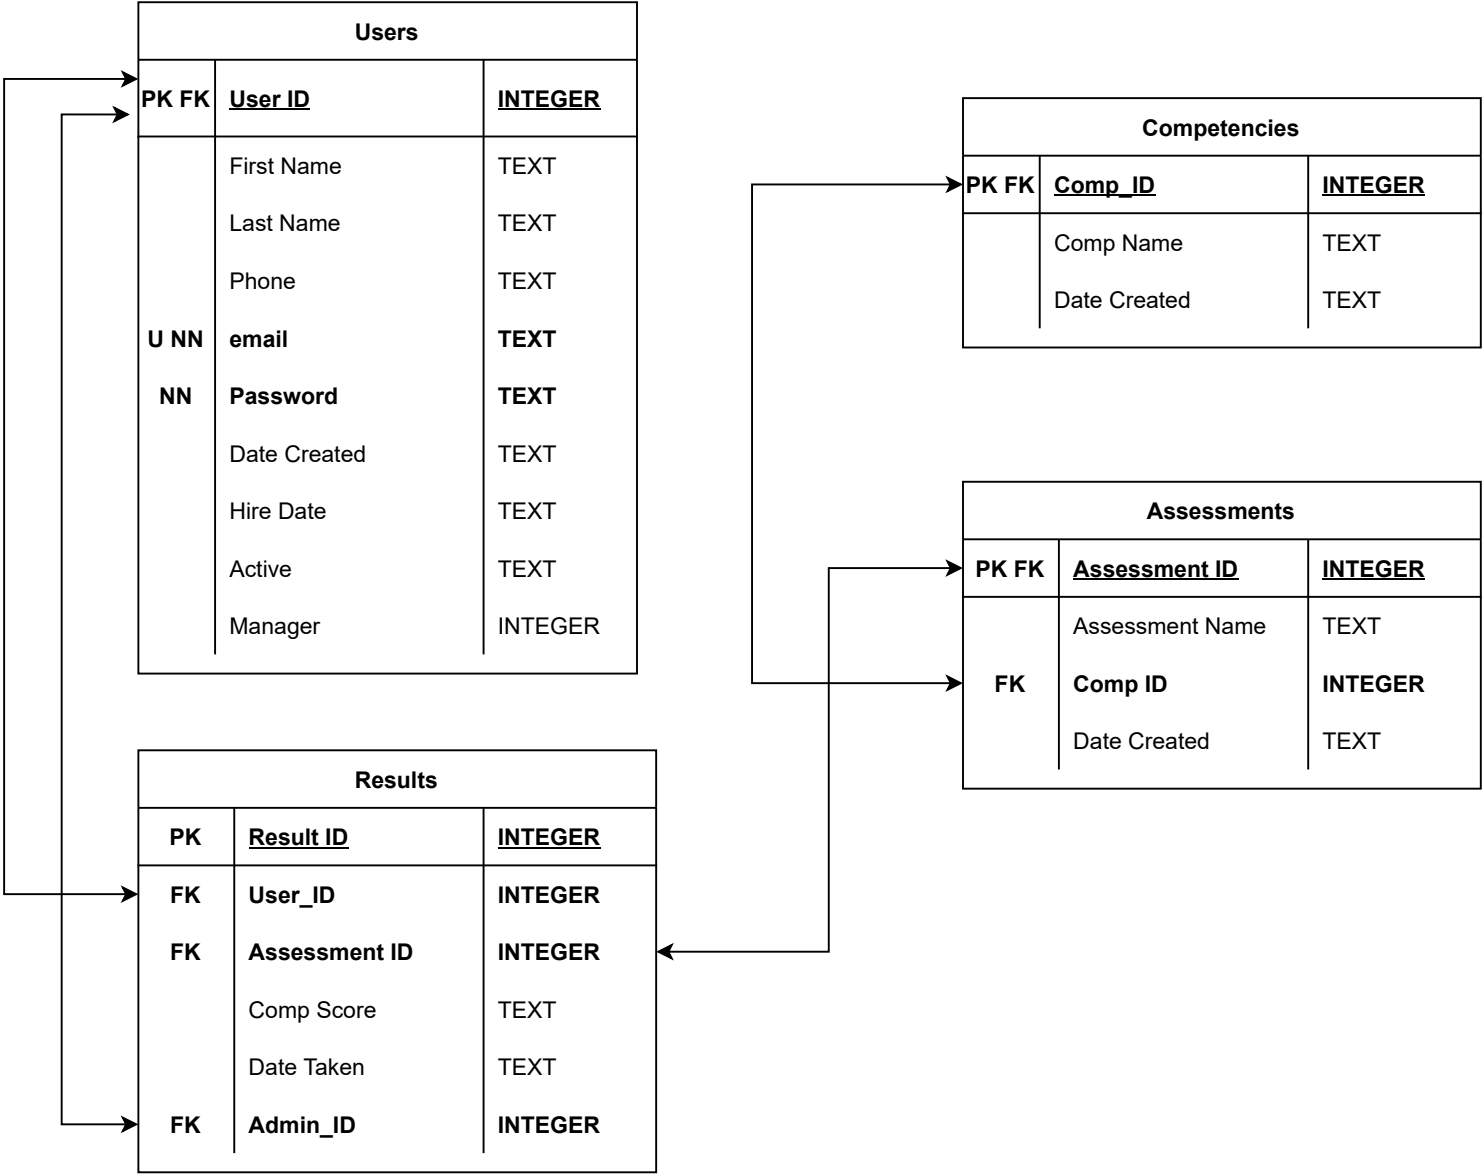 Users
PK FK User ID INTEGER
First Name TEXT
Last Name TEXT
Phone TEXT
U NN email TEXT
NN Password TEXT
Date Created TEXT
Hire Date TEXT
Active TEXT
Manager INTEGER
Results
PK Result ID INTEGER
FK User_ID INTEGER
FK Assessment ID INTEGER
Comp Score TEXT
Date Taken TEXT
FK Admin_ID INTEGER
Competencies
PK FK Comp_ID INTEGER
Comp Name TEXT
Date Created TEXT
Assessments
PK FK Assessment ID INTEGER
Assessment Name TEXT
FK Comp ID INTEGER
Date Created TEXT